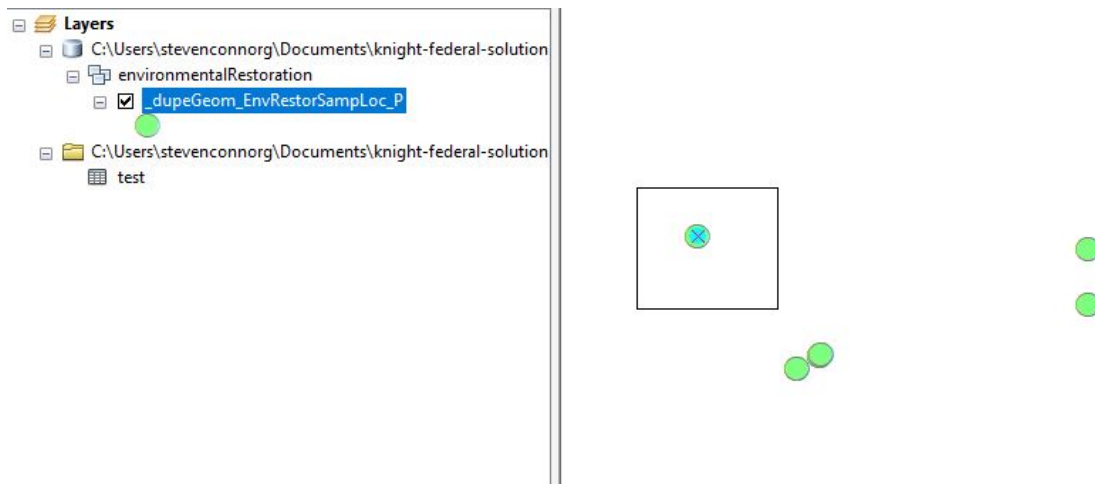 Layers
C:\Users\stevenconnorg\Documents\knight-federal-solution
environmentalRestoration
_dupeGeom_EnvRestorSampLoc_P
C:\Users\stevenconnorg\Documents\knight-federal-solution
test